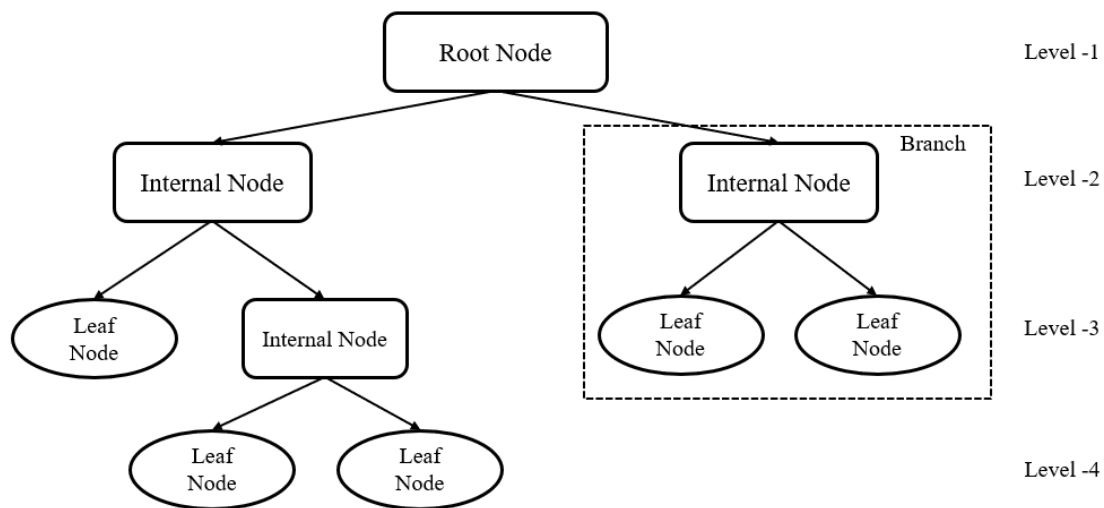 Root Node
Level -1
Branch
Internal Node
Internal Node
Level -2
Leaf
Node
Internal Node
Leaf
Node
Leaf
Node
Level -3
Leaf
Node
Leaf
Node
Level -4